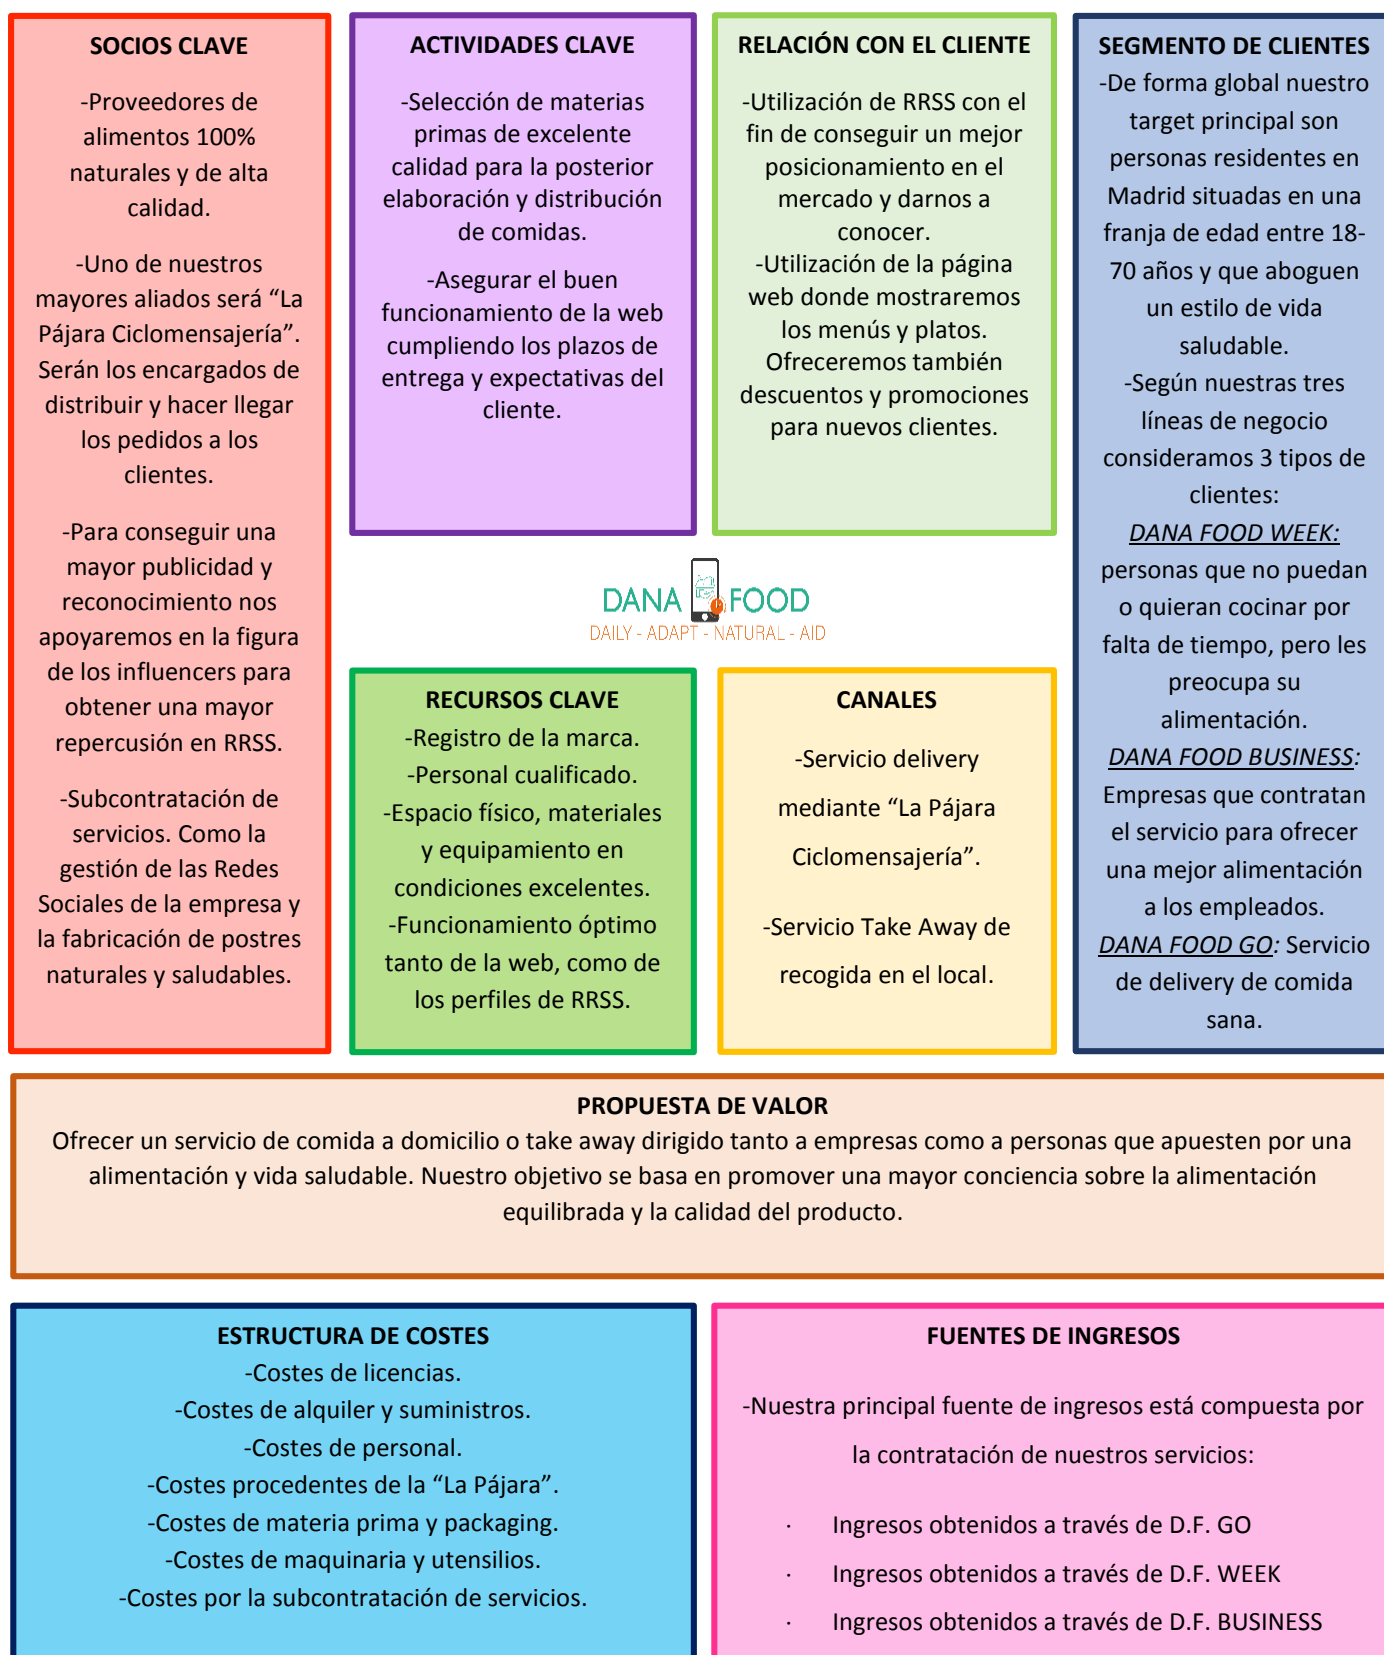 SOCIOS CLAVE
-Proveedores de
alimentos 100%
naturales y de alta
calidad.
-Uno de nuestros
mayores aliados será “La
Pájara Ciclomensajería”.
Serán los encargados de
distribuir y hacer llegar
los pedidos a los
clientes.
-Para conseguir una
mayor publicidad y
reconocimiento nos
apoyaremos en la figura
de los influencers para
obtener una mayor
repercusión en RRSS.
-Subcontratación de
servicios. Como la
gestión de las Redes
Sociales de la empresa y
la fabricación de postres
naturales y saludables.
ACTIVIDADES CLAVE
-Selección de materias
primas de excelente
calidad para la posterior
elaboración y distribución
de comidas.
-Asegurar el buen
funcionamiento de la web
cumpliendo los plazos de
entrega y expectativas del
cliente.
RELACIÓN CON EL CLIENTE
-Utilización de RRSS con el
fin de conseguir un mejor
posicionamiento en el
mercado y darnos a
conocer.
-Utilización de la página
web donde mostraremos
los menús y platos.
Ofreceremos también
descuentos y promociones
para nuevos clientes.
SEGMENTO DE CLIENTES
-De forma global nuestro
target principal son
personas residentes en
Madrid situadas en una
franja de edad entre 18-
70 años y que aboguen
un estilo de vida
saludable.
-Según nuestras tres
líneas de negocio
consideramos 3 tipos de
clientes:
DANA FOOD WEEK:
personas que no puedan
o quieran cocinar por
falta de tiempo, pero les
preocupa su
alimentación.
DANA FOOD BUSINESS:
Empresas que contratan
el servicio para ofrecer
una mejor alimentación
a los empleados.
DANA FOOD GO: Servicio
de delivery de comida
sana.
DANA FOOD
DAILY - ADAPT - NATURAL - AID
RECURSOS CLAVE
-Registro de la marca.
-Personal cualificado.
-Espacio físico, materiales
y equipamiento en
condiciones excelentes.
-Funcionamiento óptimo
tanto de la web, como de
los perfiles de RRSS.
CANALES
-Servicio delivery
mediante “La Pájara
Ciclomensajería”.
-Servicio Take Away de
recogida en el local.
PROPUESTA DE VALOR
Ofrecer un servicio de comida a domicilio o take away dirigido tanto a empresas como a personas que apuesten por una
alimentación y vida saludable. Nuestro objetivo se basa en promover una mayor conciencia sobre la alimentación
equilibrada y la calidad del producto.
ESTRUCTURA DE COSTES
-Costes de licencias.
-Costes de alquiler y suministros.
-Costes de personal.
-Costes procedentes de la “La Pájara”.
-Costes de materia prima y packaging.
-Costes de maquinaria y utensilios.
-Costes por la subcontratación de servicios.
FUENTES DE INGRESOS
-Nuestra principal fuente de ingresos está compuesta por
la contratación de nuestros servicios:
· Ingresos obtenidos a través de D.F. GO
· Ingresos obtenidos a través de D.F. WEEK
· Ingresos obtenidos a través de D.F. BUSINESS